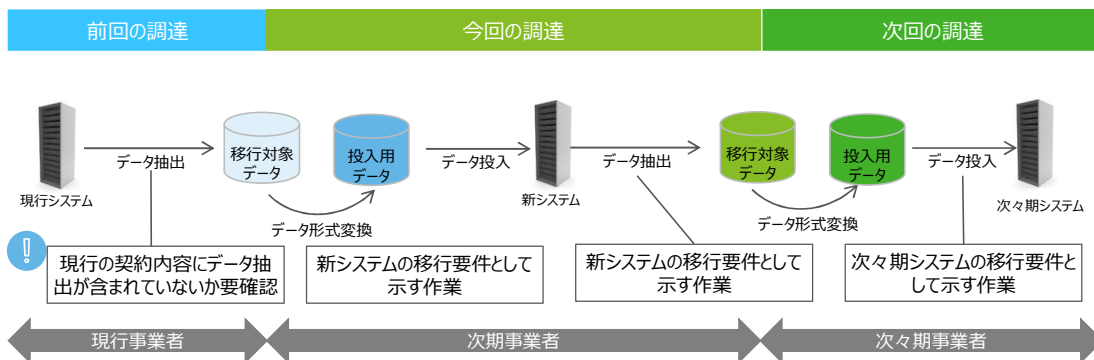 前回の調達
今回の調達
次回の調達
データ抽出
移行対象
データ
投入用
データ
データ投入
データ抽出
移行対象
データ
投入用
データ
データ投入
現行システム
新システム
次々期システム
データ形式変換
データ形式変換
!
現行の契約内容にデータ抽
出が含まれていないか要確認
新システムの移行要件として
示す作業
新システムの移行要件として
示す作業
次々期システムの移行要件と
して示す作業
現行事業者
次期事業者
次々期事業者